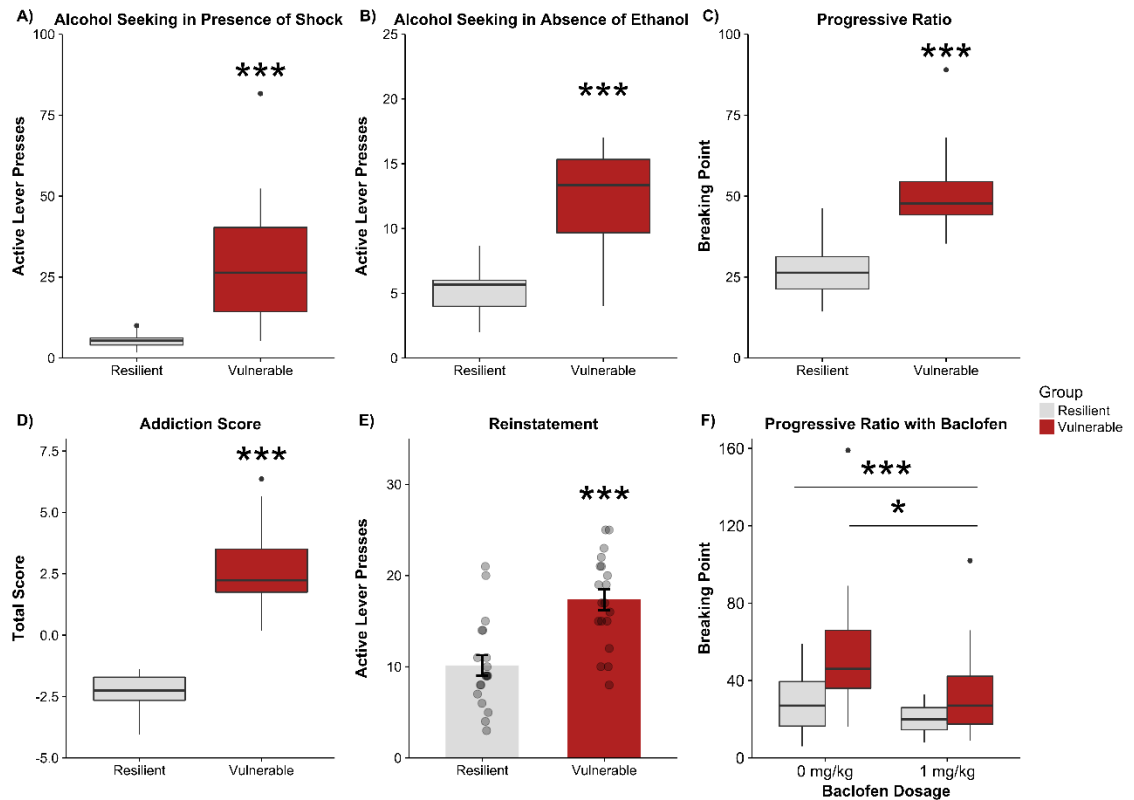 A) Alcohol Seeking in Presence of Shock
100
75
50
25
0
Active Lever Presses
***
Resilient
Vulnerable
B) Alcohol Seeking in Absence of Ethanol
25
20
15
10
5
0
Active Lever Presses
***
Resilient
Vulnerable
C) Progressive Ratio
100
75
50
25
0
Breaking Point
***
Resilient
Vulnerable
Group
Resilient
Vulnerable
D) Addiction Score
7.5
5.0
2.5
0.0
-2.5
-5.0
Total Score
***
Resilient
Vulnerable
E) Reinstatement
30
20
10
0
Active Lever Presses
***
Resilient
Vulnerable
F) Progressive Ratio with Baclofen
160
120
80
40
0
Breaking Point
***
*
0 mg/kg
1 mg/kg
Baclofen Dosage